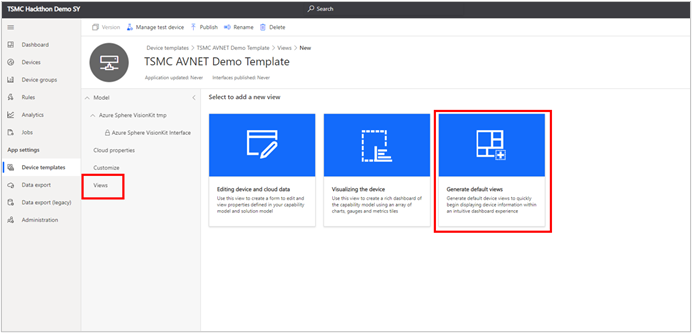 TSMC Hackthon Demo SY
Search
Version
Manage test device
Publish
Rename
Delete
Dashboard
Devices
Device groups
Rules
Analytics
Jobs
App settings
Device templates
Data export
Data export (legacy)
Administration
Device templates > TSMC AVNET Demo Template > Views > New
TSMC AVNET Demo Template
Application updated: Never Interfaces published: Never
Model
Azure Sphere VisionKit tmp
Azure Sphere VisionKit Interface
Cloud properties
Customize
Views
Select to add a new view
Editing device and cloud data
Use this view to create a form to edit and
view properties defined in your capability
model and solution model
Visualizing the device
Use this view to create a rich dashboard of
the capability model using an array of
charts, gauges and metrics tiles
Generate default views
Generate default device views to quickly
begin displaying device information within
an intuitive dashboard experience